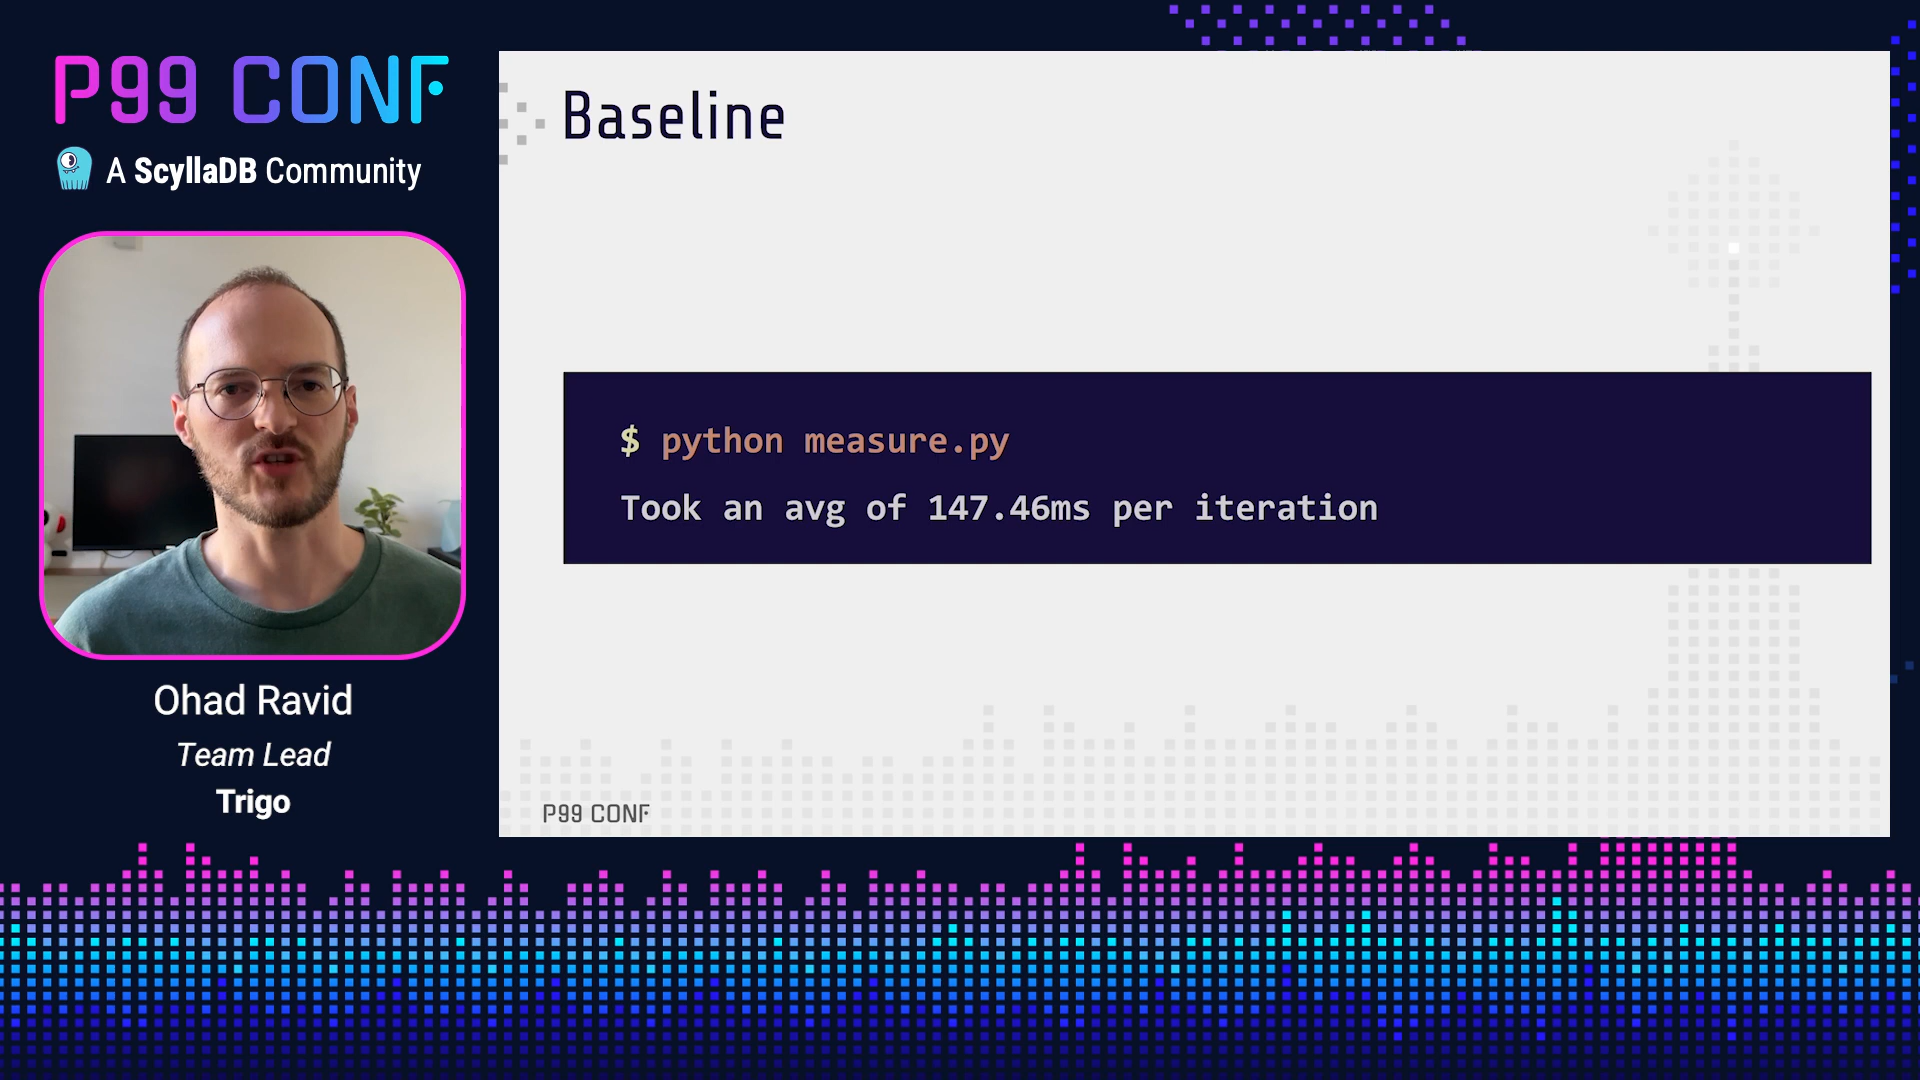 P99 CONF
A ScyllaDB Community
Ohad Ravid
Team Lead
Trigo
Baseline
$ python measure.py
Took an avg of 147.46ms per iteration
P99 CONF